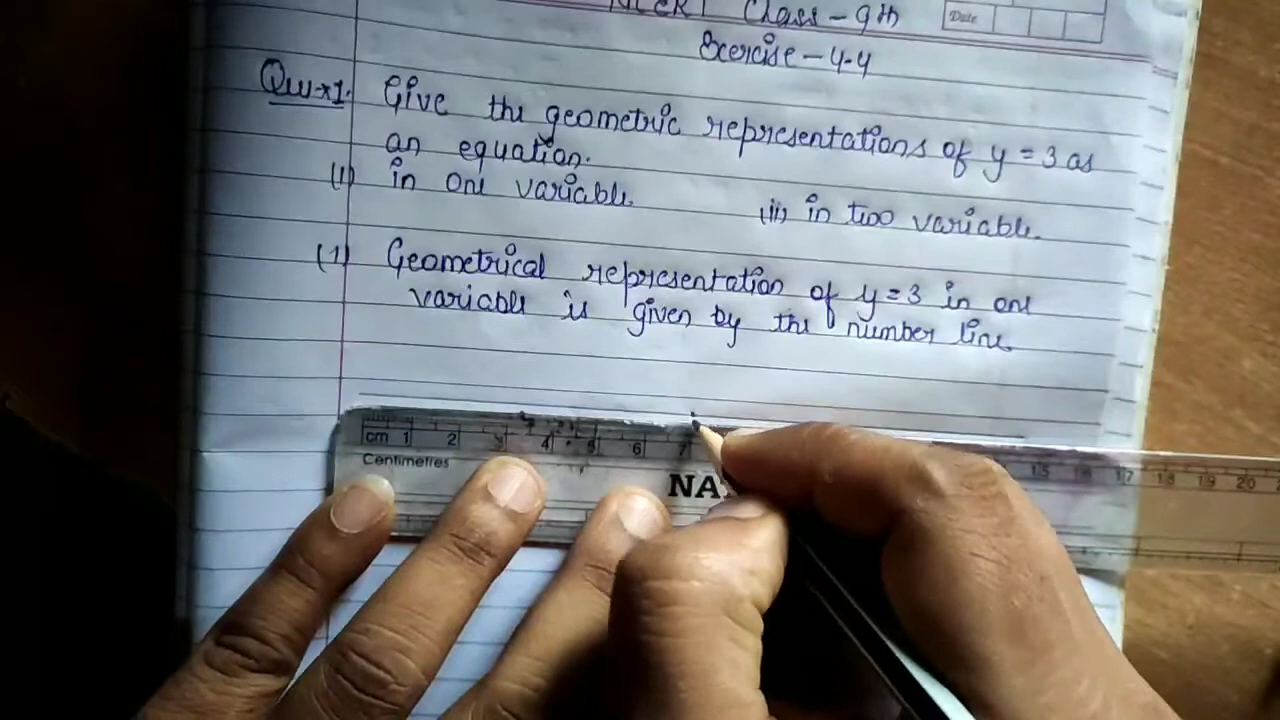 NCERT Class - 9th
Date
Exercise - 4.4
Give the geometric representations of y = 3 as
an equation.
(i) in one variable.
(ii) in two variable.
(1) Geometrical representation of y = 3 in one
variable is given by the number line.
cm 1 2 4 5 6 7 15 16 17 18 19 20
Centimetres